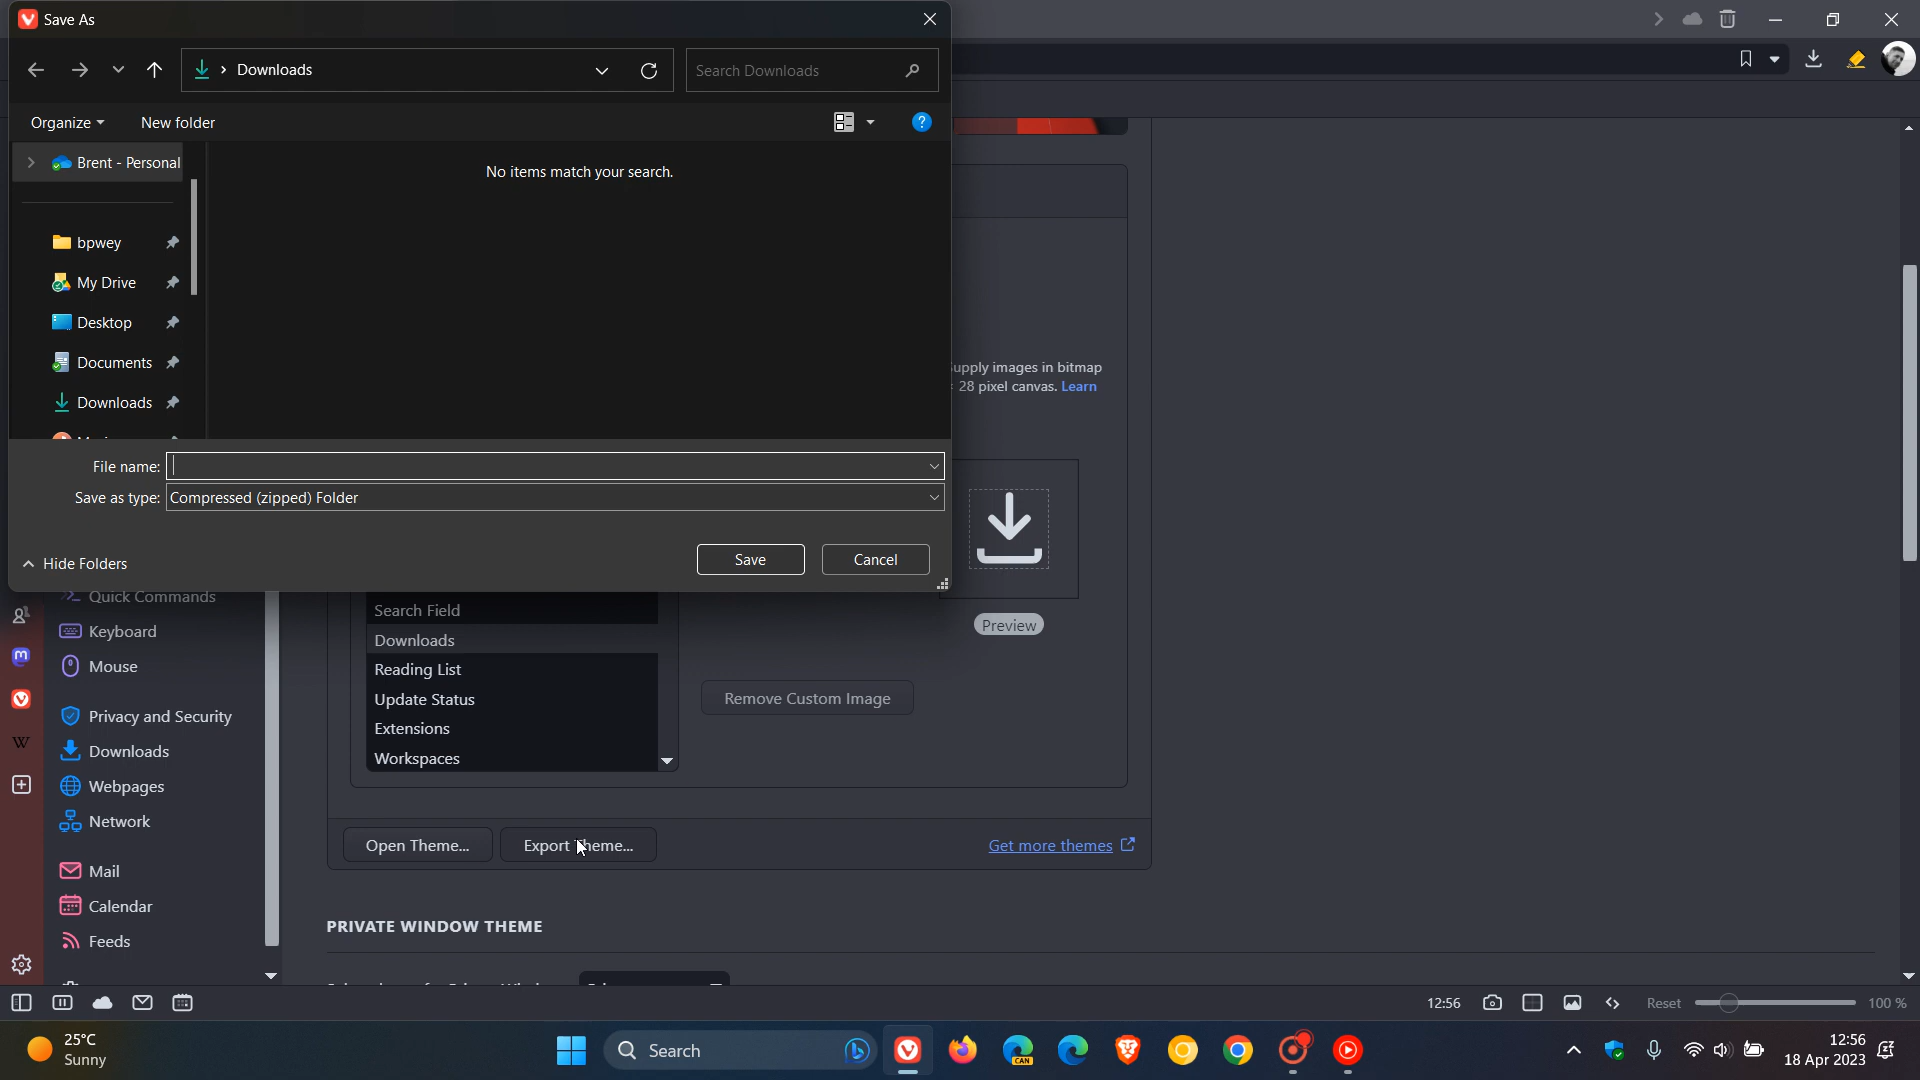 Save As
Downloads
Search Downloads
Organize
New folder
Brent - Personal
No items match your search.
bpwey
My Drive
Desktop
Documents
Downloads
File name:
Save as type: Compressed (zipped) Folder
Hide Folders
Save
Cancel
upply images in bitmap
28 pixel canvas. Learn
Preview
Quick Commands
Keyboard
Mouse
Privacy and Security
Downloads
Webpages
Network
Mail
Calendar
Feeds
Search Field
Downloads
Reading List
Update Status
Extensions
Workspaces
Remove Custom Image
Open Theme...
Export Theme...
Get more themes
PRIVATE WINDOW THEME
12:56
Reset
100 %
25°C
Sunny
Search
CAN
12:56
18 Apr 2023